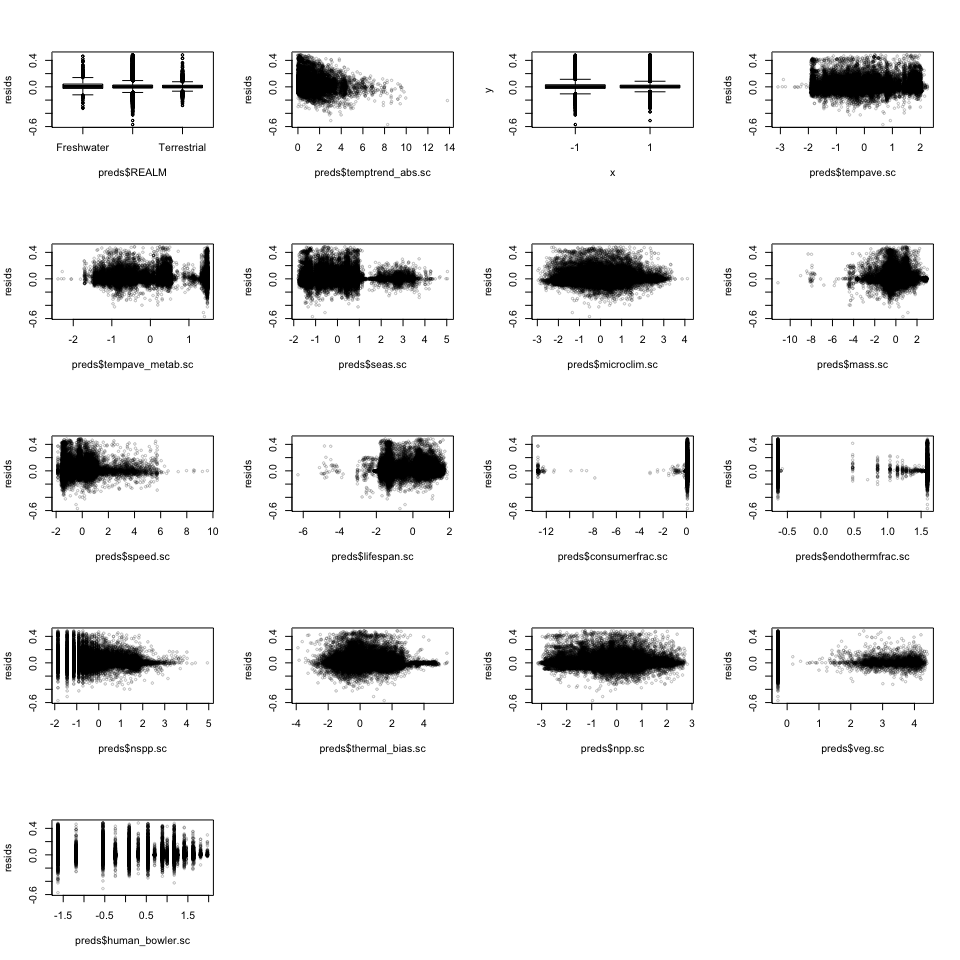 resids
-0.6 0.0 0.4
Freshwater Terrestrial
preds$REALM
resids
-0.6 0.0 0.4
0 2 4 6 8 10 12 14
preds$temptrend_abs.sc
y
-0.6 0.0 0.4
-1 1
x
resids
-0.6 0.0 0.4
-3 -2 -1 0 1 2
preds$tempave.sc
resids
-0.6 0.0 0.4
-2 -1 0 1
preds$tempave_metab.sc
resids
-0.6 0.0 0.4
-2 -1 0 1 2 3 4 5
preds$seas.sc
resids
-0.6 0.0 0.4
-3 -2 -1 0 1 2 3 4
preds$microclim.sc
resids
-0.6 0.0 0.4
-10 -8 -6 -4 -2 0 2
preds$mass.sc
resids
-0.6 0.0 0.4
-2 0 2 4 6 8 10
preds$speed.sc
resids
-0.6 0.0 0.4
-6 -4 -2 0 2
preds$lifespan.sc
resids
-0.6 0.0 0.4
-12 -8 -6 -4 -2 0
preds$consumerfrac.sc
resids
-0.6 0.0 0.4
-0.5 0.0 0.5 1.0 1.5
preds$endothermfrac.sc
resids
-0.6 0.0 0.4
-2 -1 0 1 2 3 4 5
preds$nspp.sc
resids
-0.6 0.0 0.4
-4 -2 0 2 4
preds$thermal_bias.sc
resids
-0.6 0.0 0.4
-3 -2 -1 0 1 2 3
preds$npp.sc
resids
-0.6 0.0 0.4
0 1 2 3 4
preds$veg.sc
resids
-0.6 0.0 0.4
-1.5 -0.5 0.5 1.5
preds$human_bowler.sc